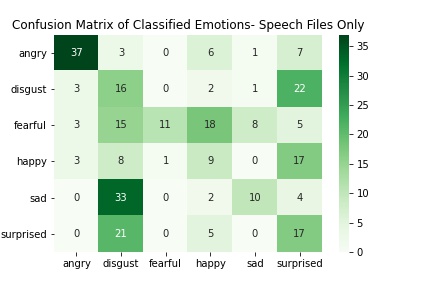 Confusion Matrix of Classified Emotions- Speech Files Only
angry 37 3 0 6 1 7
disgust 3 16 0 2 1 22
fearful 3 15 11 18 8 5
happy 3 8 1 9 0 17
sad 0 33 0 2 10 4
surprised 0 21 0 5 0 17
angry disgust fearful happy sad surprised
35
30
25
20
15
10
5
0